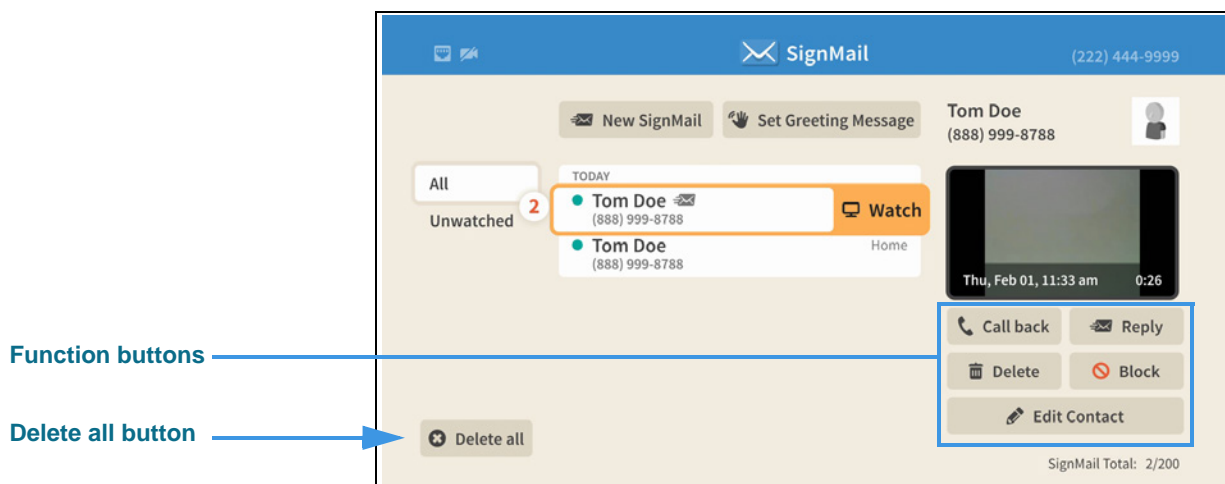 SignMail
(222) 444-9999
New SignMail
Set Greeting Message
Tom Doe
(888) 999-8788
All
Unwatched
2
TODAY
Tom Doe
(888) 999-8788
Watch
Tom Doe
Home
(888) 999-8788
Thu, Feb 01, 11:33 am
0:26
Function buttons
Call back
Reply
Delete
Block
Edit Contact
Delete all button
Delete all
SignMail Total: 2/200